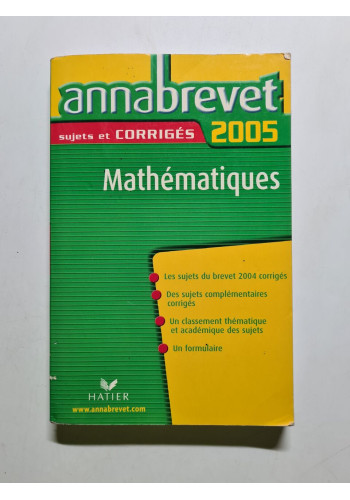 annabrevet
sujets et CORRIGÉS 2005
Mathématiques
Les sujets du brevet 2004 corrigés
Des sujets complémentaires
corrigés
Un classement thématique
et académique des sujets
Un formulaire
HATIER
www.annabrevet.com